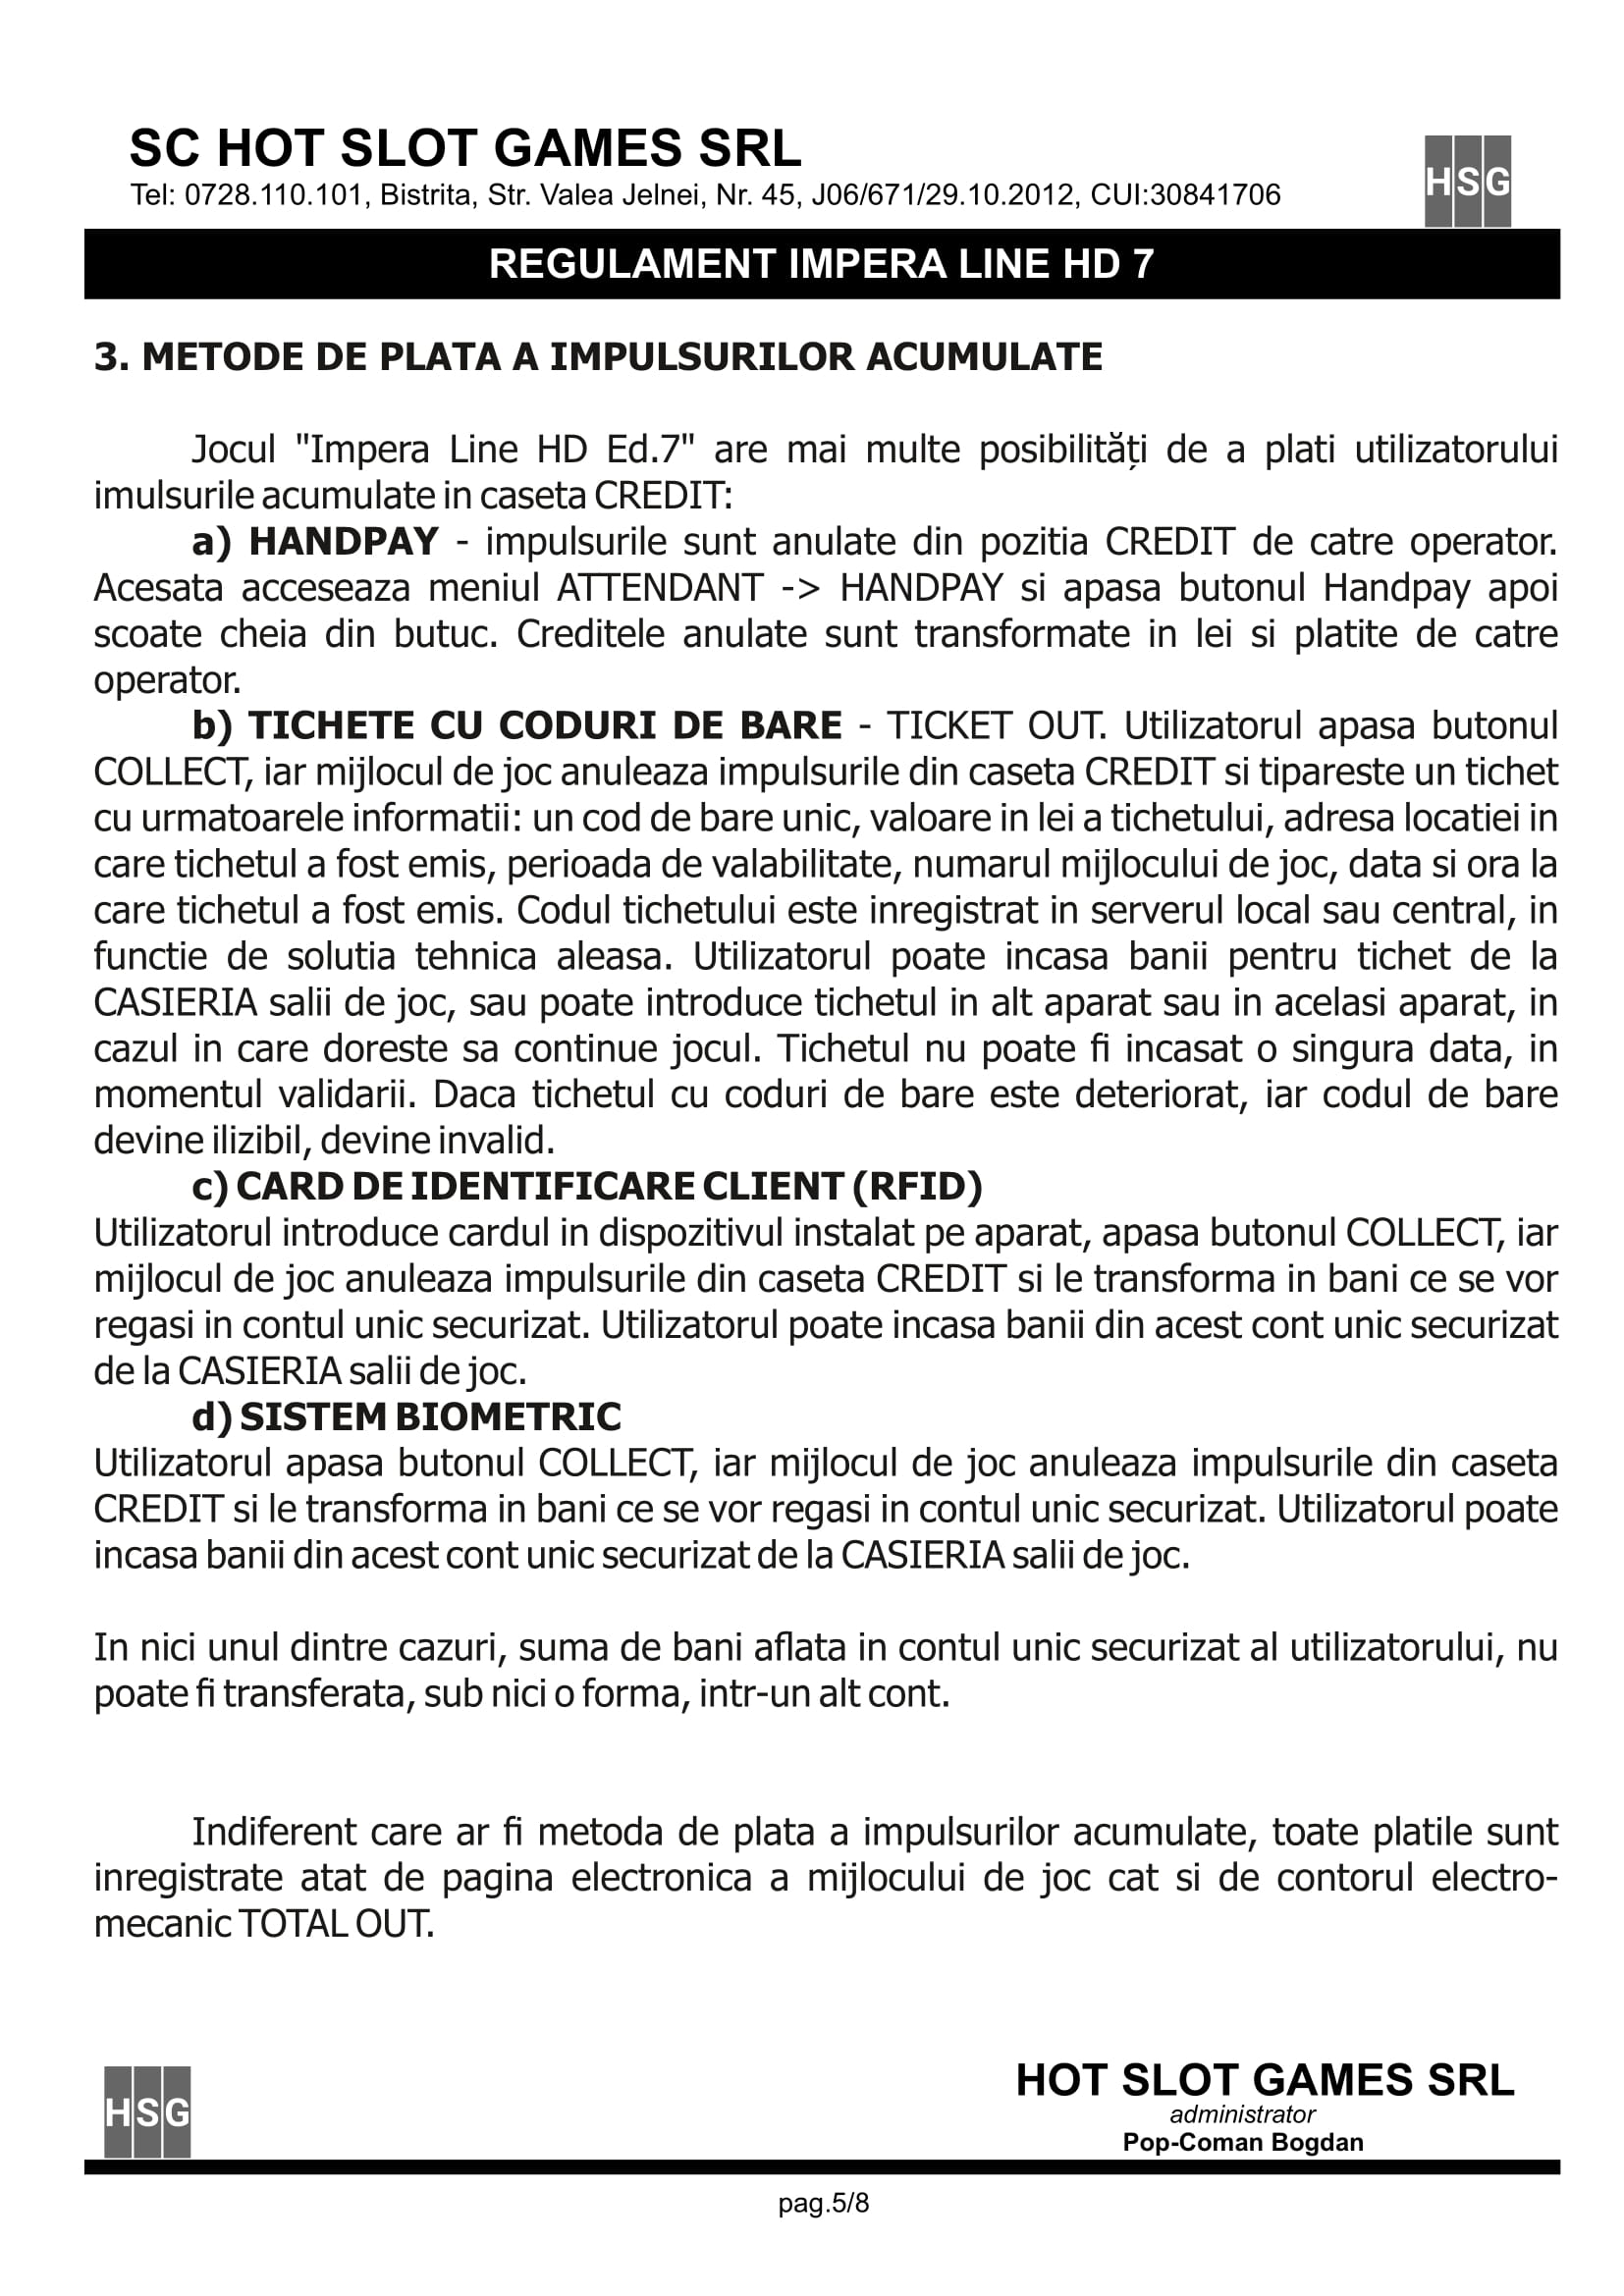 SC HOT SLOT GAMES SRL
Tel: 0728.110.101, Bistrita, Str. Valea Jelnei, Nr. 45, J06/671/29.10.2012, CUI:30841706
HSG
REGULAMENT IMPERA LINE HD 7
3. METODE DE PLATA A IMPULSURILOR ACUMULATE
Jocul "Impera Line HD Ed.7" are mai multe posibilități de a plati utilizatorului
imulsurile acumulate in caseta CREDIT:
a) HANDPAY - impulsurile sunt anulate din pozitia CREDIT de catre operator.
Acesata acceseaza meniul ATTENDANT -> HANDPAY si apasa butonul Handpay apoi
scoate cheia din butuc. Creditele anulate sunt transformate in lei si platite de catre
operator.
b) TICHETE CU CODURI DE BARE - TICKET OUT. Utilizatorul apasa butonul
COLLECT, iar mijlocul de joc anuleaza impulsurile din caseta CREDIT si tipareste un tichet
cu urmatoarele informatii: un cod de bare unic, valoare in lei a tichetului, adresa locatiei in
care tichetul a fost emis, perioada de valabilitate, numarul mijlocului de joc, data si ora la
care tichetul a fost emis. Codul tichetului este inregistrat in serverul local sau central, in
functie de solutia tehnica aleasa. Utilizatorul poate incasa banii pentru tichet de la
CASIERIA salii de joc, sau poate introduce tichetul in alt aparat sau in acelasi aparat, in
cazul in care doreste sa continue jocul. Tichetul nu poate fi incasat o singura data, in
momentul validarii. Daca tichetul cu coduri de bare este deteriorat, iar codul de bare
devine ilizibil, devine invalid.
c) CARD DE IDENTIFICARE CLIENT (RFID)
Utilizatorul introduce cardul in dispozitivul instalat pe aparat, apasa butonul COLLECT, iar
mijlocul de joc anuleaza impulsurile din caseta CREDIT si le transforma in bani ce se vor
regasi in contul unic securizat. Utilizatorul poate incasa banii din acest cont unic securizat
de la CASIERIA salii de joc.
d) SISTEM BIOMETRIC
Utilizatorul apasa butonul COLLECT, iar mijlocul de joc anuleaza impulsurile din caseta
CREDIT si le transforma in bani ce se vor regasi in contul unic securizat. Utilizatorul poate
incasa banii din acest cont unic securizat de la CASIERIA salii de joc.
In nici unul dintre cazuri, suma de bani aflata in contul unic securizat al utilizatorului, nu
poate fi transferata, sub nici o forma, intr-un alt cont.
Indiferent care ar fi metoda de plata a impulsurilor acumulate, toate platile sunt
inregistrate atat de pagina electronica a mijlocului de joc cat si de contorul electro-
mecanic TOTAL OUT.
HSG
HOT SLOT GAMES SRL
administrator
Pop-Coman Bogdan
pag.5/8